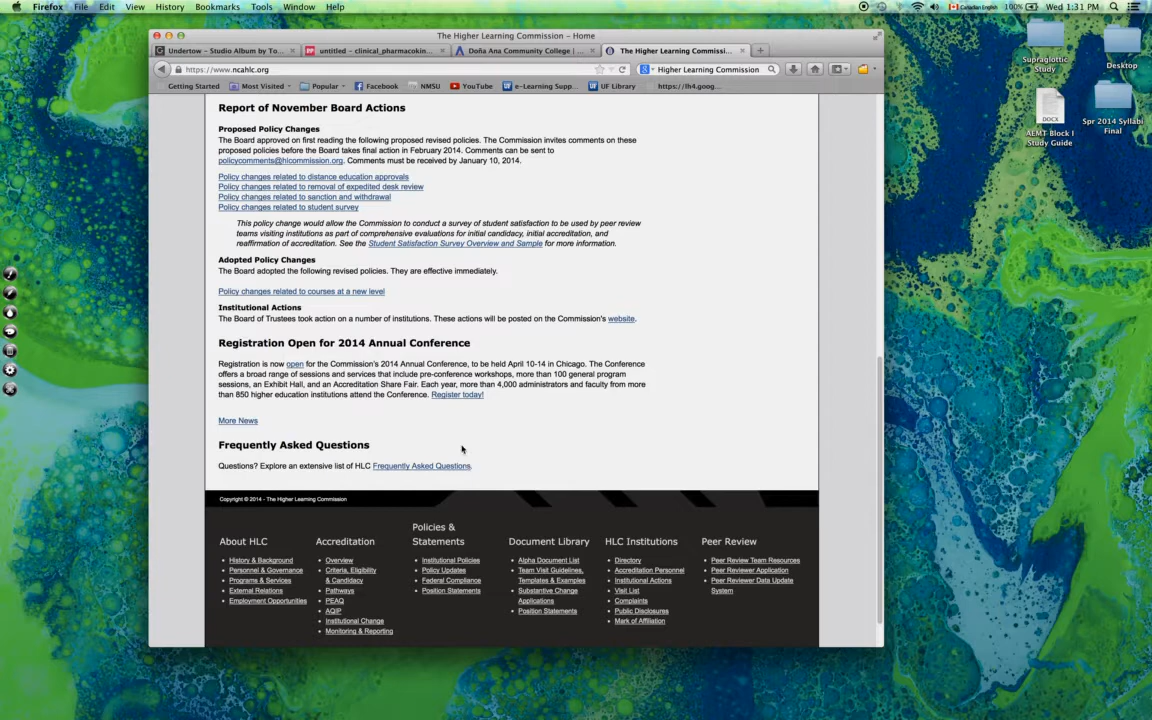 Firefox File Edit View History Bookmarks Tools Window Help
Canadian English 100% Wed 1:31 PM
The Higher Learning Commission – Home
Undertow – Studio Album by To...
untitled – clinical_pharmacokin...
Doña Ana Community College | ...
The Higher Learning Commissi...
https://www.ncahlc.org
Higher Learning Commission
Getting Started Most Visited Popular Facebook NMSU YouTube e-Learning Supp... UF Library https://lh4.goog...
Supraglottic Study
Desktop
DOCX
AEMT Block I Study Guide
Spr 2014 Syllabi Final
Report of November Board Actions
Proposed Policy Changes
The Board approved on first reading the following proposed revised policies. The Commission invites comments on these
proposed policies before the Board takes final action in February 2014. Comments can be sent to
policycomments@hlcommission.org. Comments must be received by January 10, 2014.
Policy changes related to distance education approvals
Policy changes related to removal of expedited desk review
Policy changes related to sanction and withdrawal
Policy changes related to student survey
This policy change would allow the Commission to conduct a survey of student satisfaction to be used by peer review
teams visiting institutions as part of comprehensive evaluations for initial candidacy, initial accreditation, and
reaffirmation of accreditation. See the Student Satisfaction Survey Overview and Sample for more information.
Adopted Policy Changes
The Board adopted the following revised policies. They are effective immediately.
Policy changes related to courses at a new level
Institutional Actions
The Board of Trustees took action on a number of institutions. These actions will be posted on the Commission's website.
Registration Open for 2014 Annual Conference
Registration is now open for the Commission's 2014 Annual Conference, to be held April 10-14 in Chicago. The Conference
offers a broad range of sessions and services that include pre-conference workshops, more than 100 general program
sessions, an Exhibit Hall, and an Accreditation Share Fair. Each year, more than 4,000 administrators and faculty from more
than 850 higher education institutions attend the Conference. Register today!
More News
Frequently Asked Questions
Questions? Explore an extensive list of HLC Frequently Asked Questions.
Copyright © 2014 - The Higher Learning Commission
About HLC
History & Background
Personnel & Governance
Programs & Services
External Relations
Employment Opportunities
Accreditation
Overview
Criteria, Eligibility
& Candidacy
Pathways
PEAQ
AQIP
Institutional Change
Monitoring & Reporting
Policies &
Statements
Institutional Policies
Policy Updates
Federal Compliance
Position Statements
Document Library
Alpha Document List
Team Visit Guidelines,
Templates & Examples
Substantive Change
Applications
Position Statements
HLC Institutions
Directory
Accreditation Personnel
Institutional Actions
Visit List
Complaints
Public Disclosures
Mark of Affiliation
Peer Review
Peer Review Team Resources
Peer Reviewer Application
Peer Reviewer Data Update
System